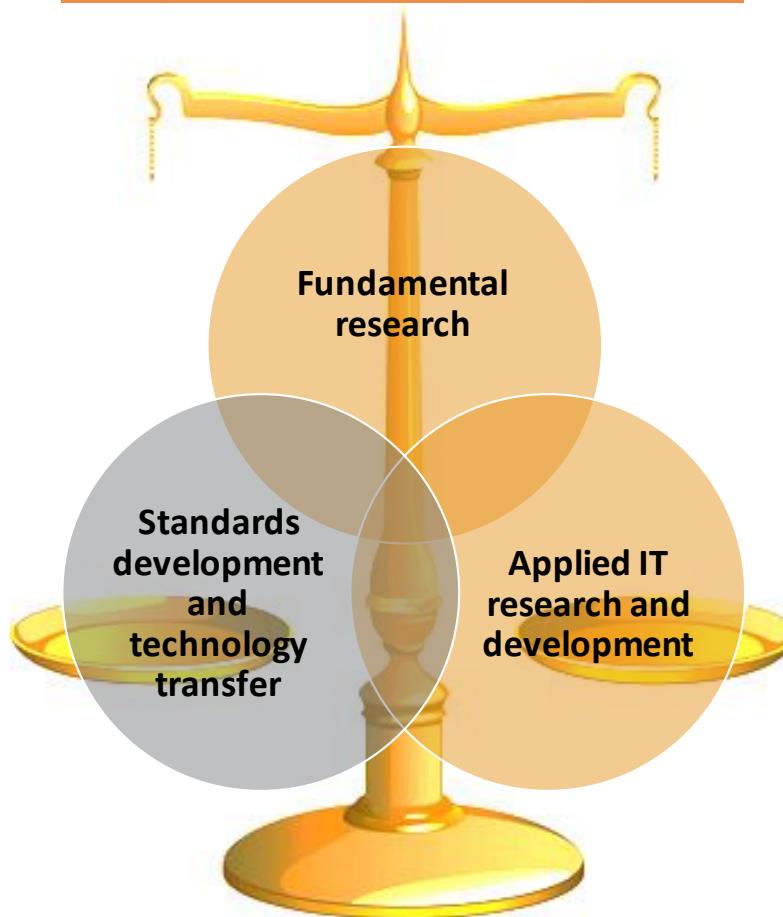 Fundamental
research
Standards
development
and
technology
transfer
Applied IT
research and
development